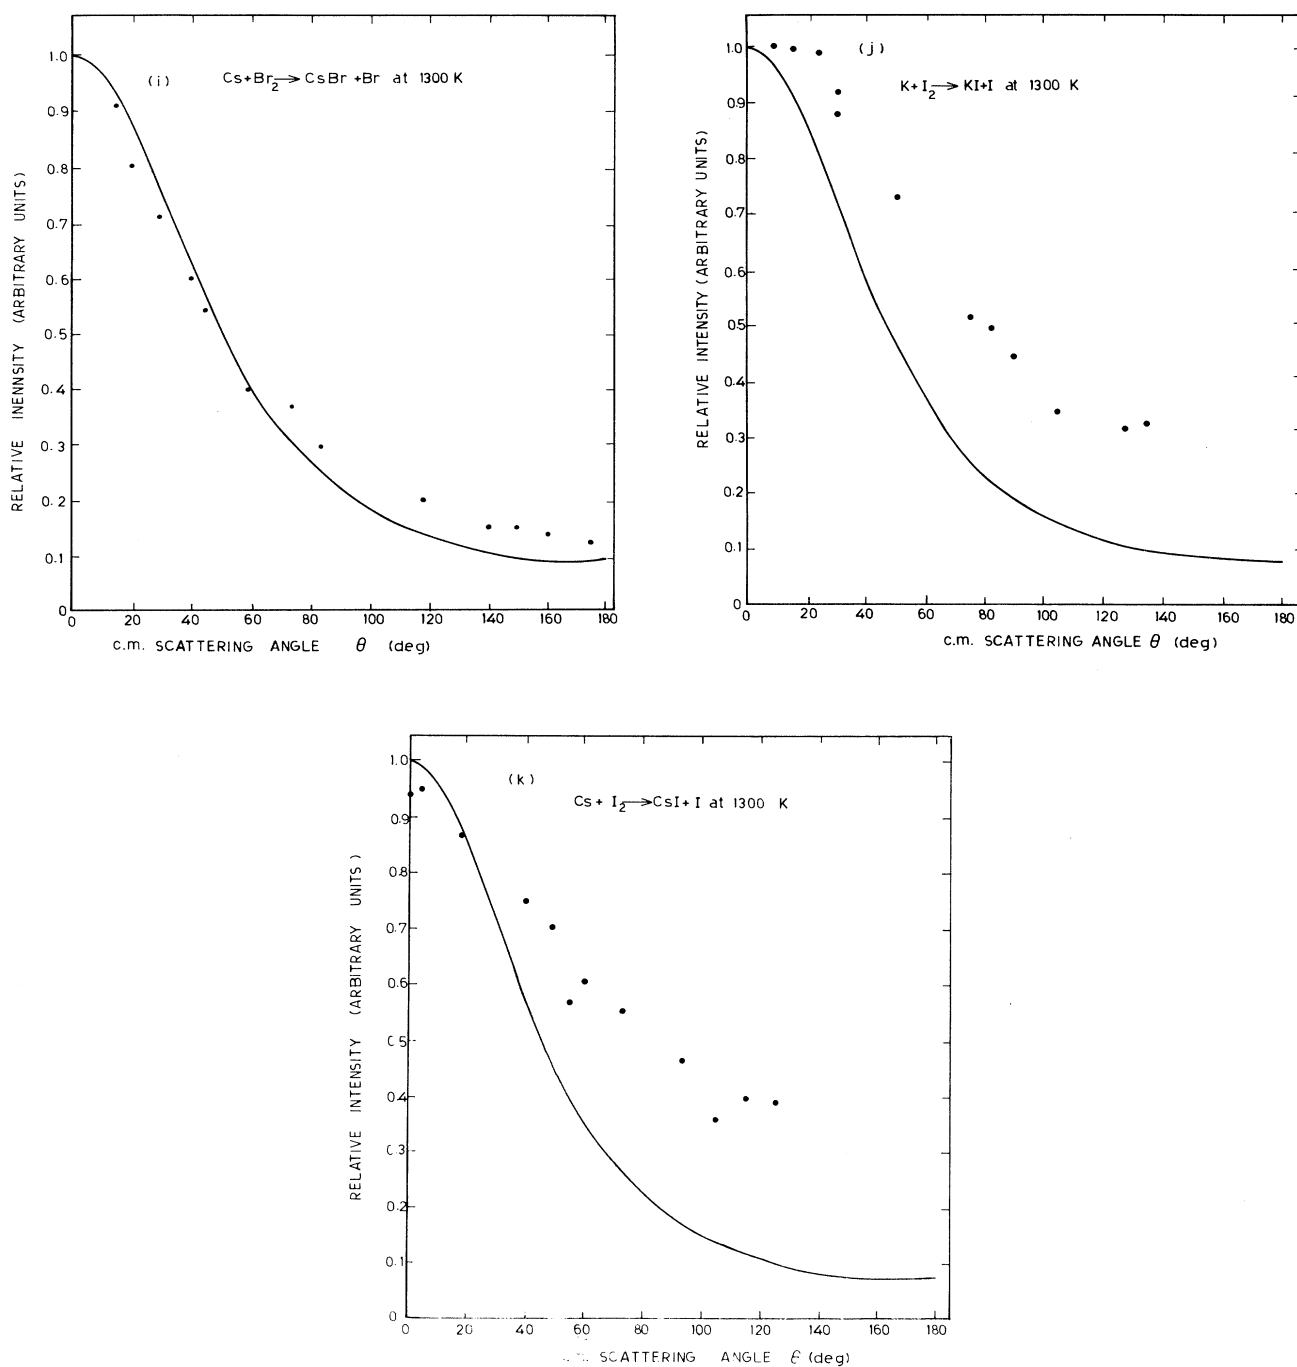 (i)
Cs+Br2→CsBr+Br at 1300 K
RELATIVE INENNSITY (ARBITRARY UNITS)
1.0
0.9
0.8
0.7
0.6
0.5
0.4
0.3
0.2
0.1
0
0 20 40 60 80 100 120 140 160 180
c.m. SCATTERING ANGLE θ (deg)
(j)
K+I2→KI+I at 1300 K
RELATIVE INTENSITY (ARBITRARY UNITS)
1.0
0.9
0.8
0.7
0.6
0.5
0.4
0.3
0.2
0.1
0
0 20 40 60 80 100 120 140 160 180
c.m. SCATTERING ANGLE θ (deg)
(k)
Cs+I2→CsI+I at 1300 K
RELATIVE INTENSITY (ARBITRARY UNITS)
1.0
0.9
0.8
0.7
0.6
0.5
0.4
0.3
0.2
0.1
0
0 20 40 60 80 100 120 140 160 180
SCATTERING ANGLE θ (deg)